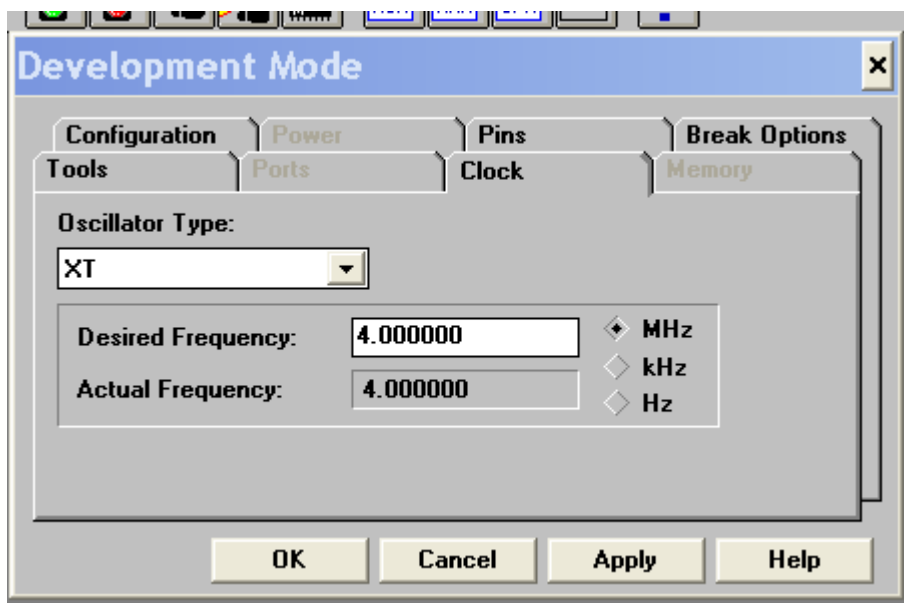 Development Mode
Configuration Power Pins Break Options
Tools Ports Clock Memory
Oscillator Type:
XT
Desired Frequency: 4.000000 MHz
kHz
Actual Frequency: 4.000000
Hz
OK Cancel Apply Help